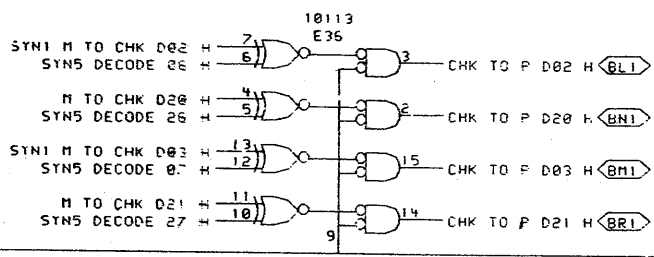 10113
E36
SYN1 M TO CHK D02 H 7
SYN5 DECODE 26 H 6
3 CHK TO P D02 H BL1
M TO CHK D20 H 4
SYN5 DECODE 26 H 5
2 CHK TO P D20 H BN1
SYN1 M TO CHK D03 H 13
SYN5 DECODE H 12
15 CHK TO P D03 H BM1
M TO CHK D21 H 11
SYN5 DECODE 27 H 10
14 CHK TO P D21 H BR1
9